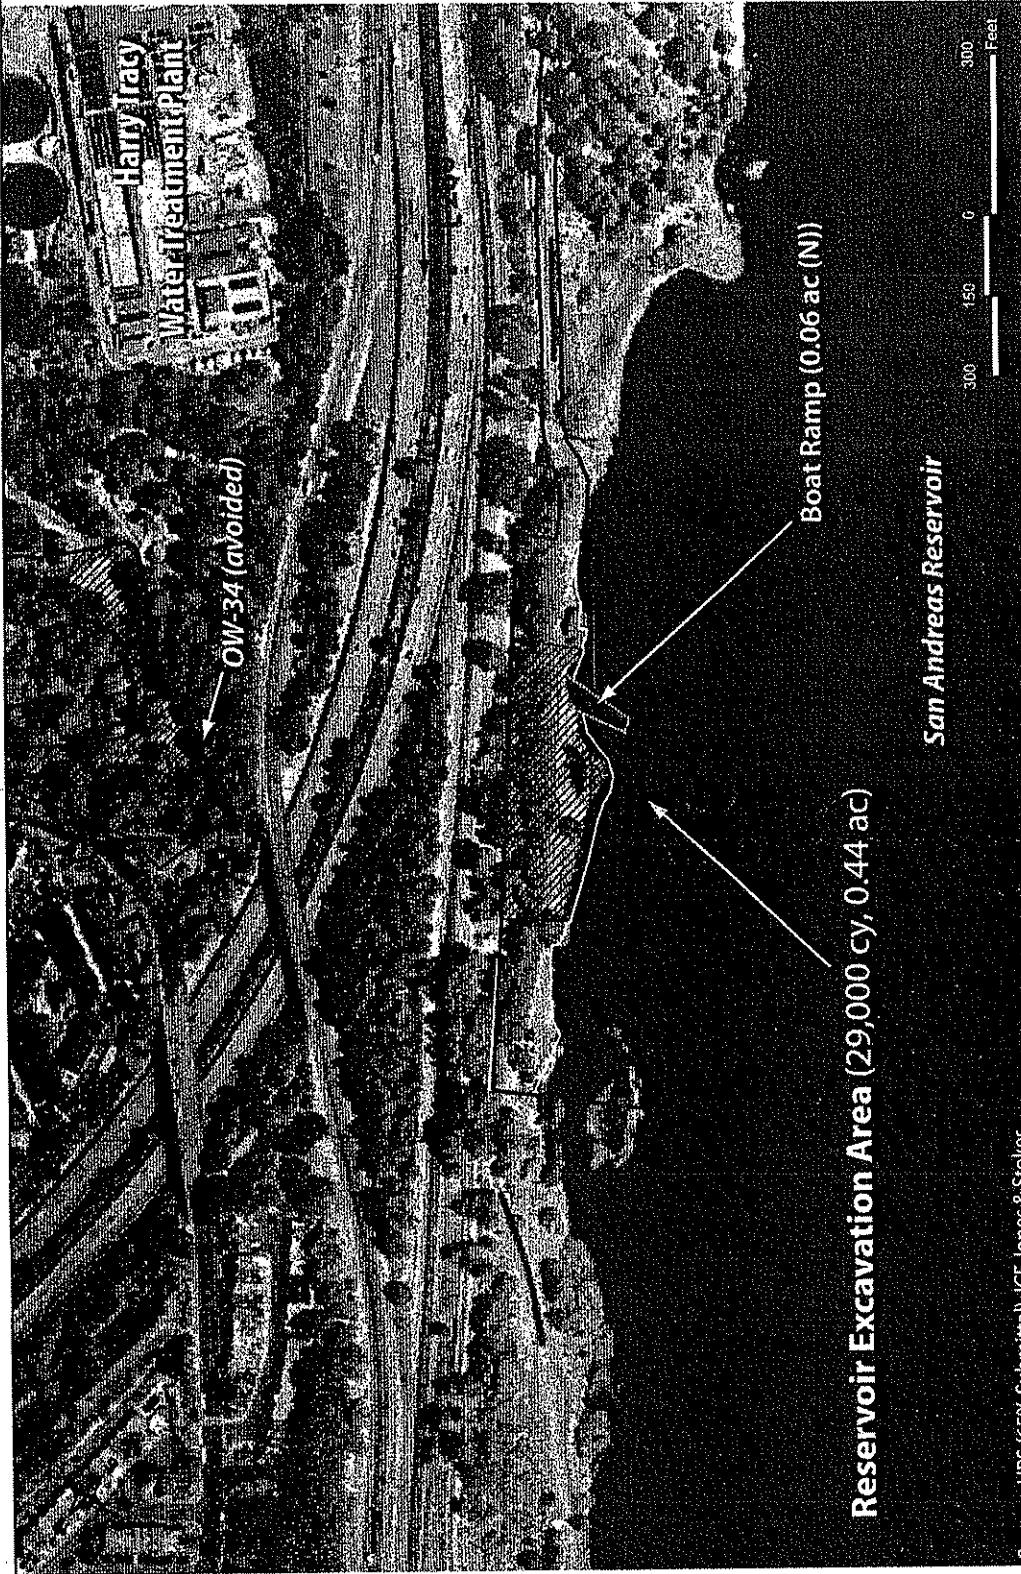 Harry Tracy
Water Treatment Plant
OW-34 (avoided)
Boat Ramp (0.06 ac (N))
San Andreas Reservoir
Reservoir Excavation Area (29,000 cy, 0.44 ac)
300 150 0 300
Feet